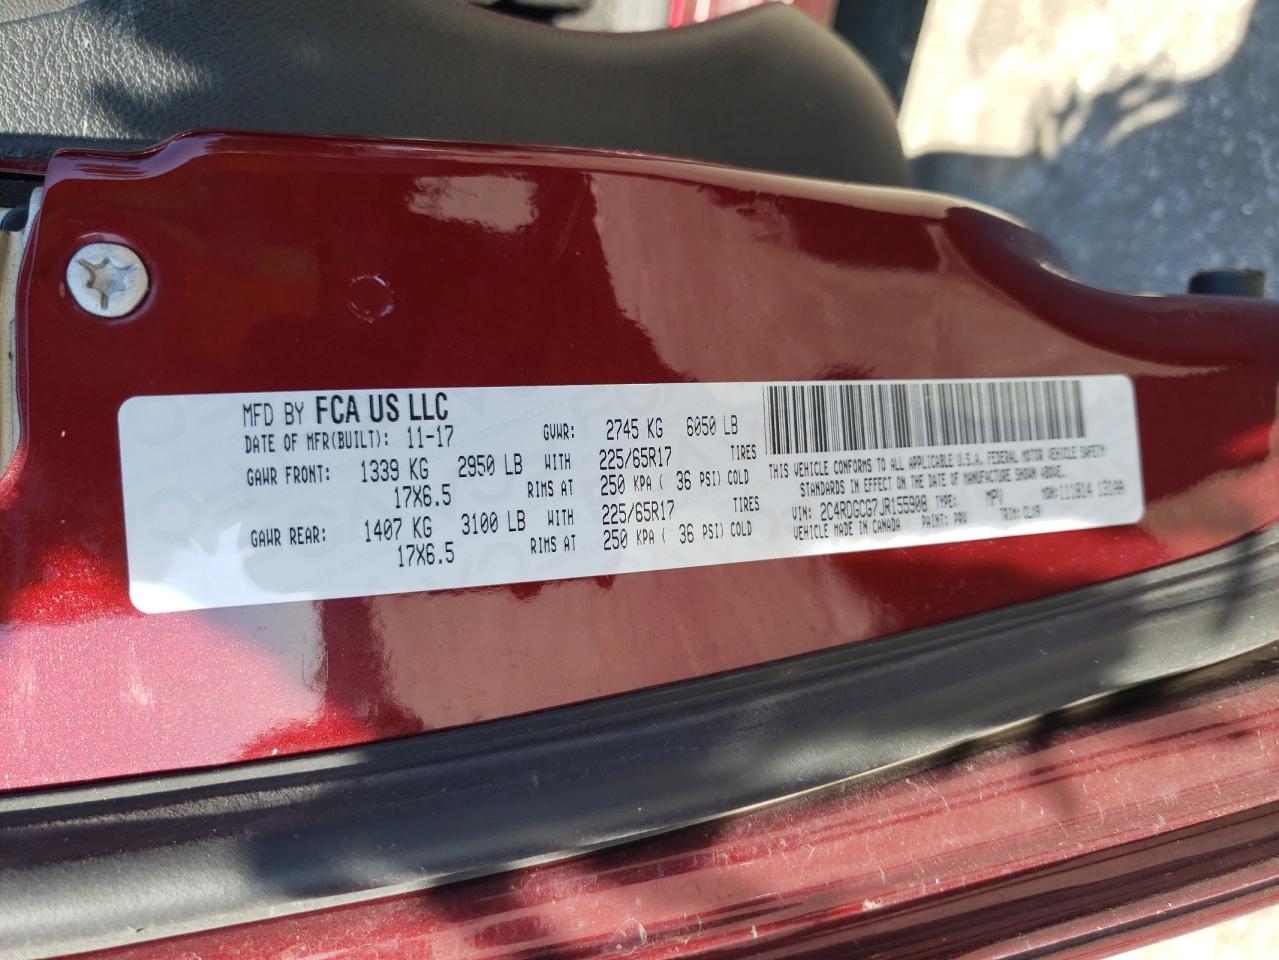 MFD BY FCA US LLC
DATE OF MFR(BUILT): 11-17 GVWR: 2745 KG 6050 LB
GAWR FRONT: 1339 KG 2950 LB WITH 225/65R17 TIRES
17X6.5 RIMS AT 250 KPA ( 36 PSI) COLD
GAWR REAR: 1407 KG 3100 LB WITH 225/65R17 TIRES
17X6.5 RIMS AT 250 KPA ( 36 PSI) COLD
THIS VEHICLE CONFORMS TO ALL APPLICABLE U.S.A. FEDERAL MOTOR VEHICLE SAFETY
STANDARDS IN EFFECT ON THE DATE OF MANUFACTURE SHOWN ABOVE.
VIN: 2C4RDGCG7JR155908 TYPE: MPV MDH: 111814 131AA
VEHICLE MADE IN CANADA PAINT: PRV TRIM: